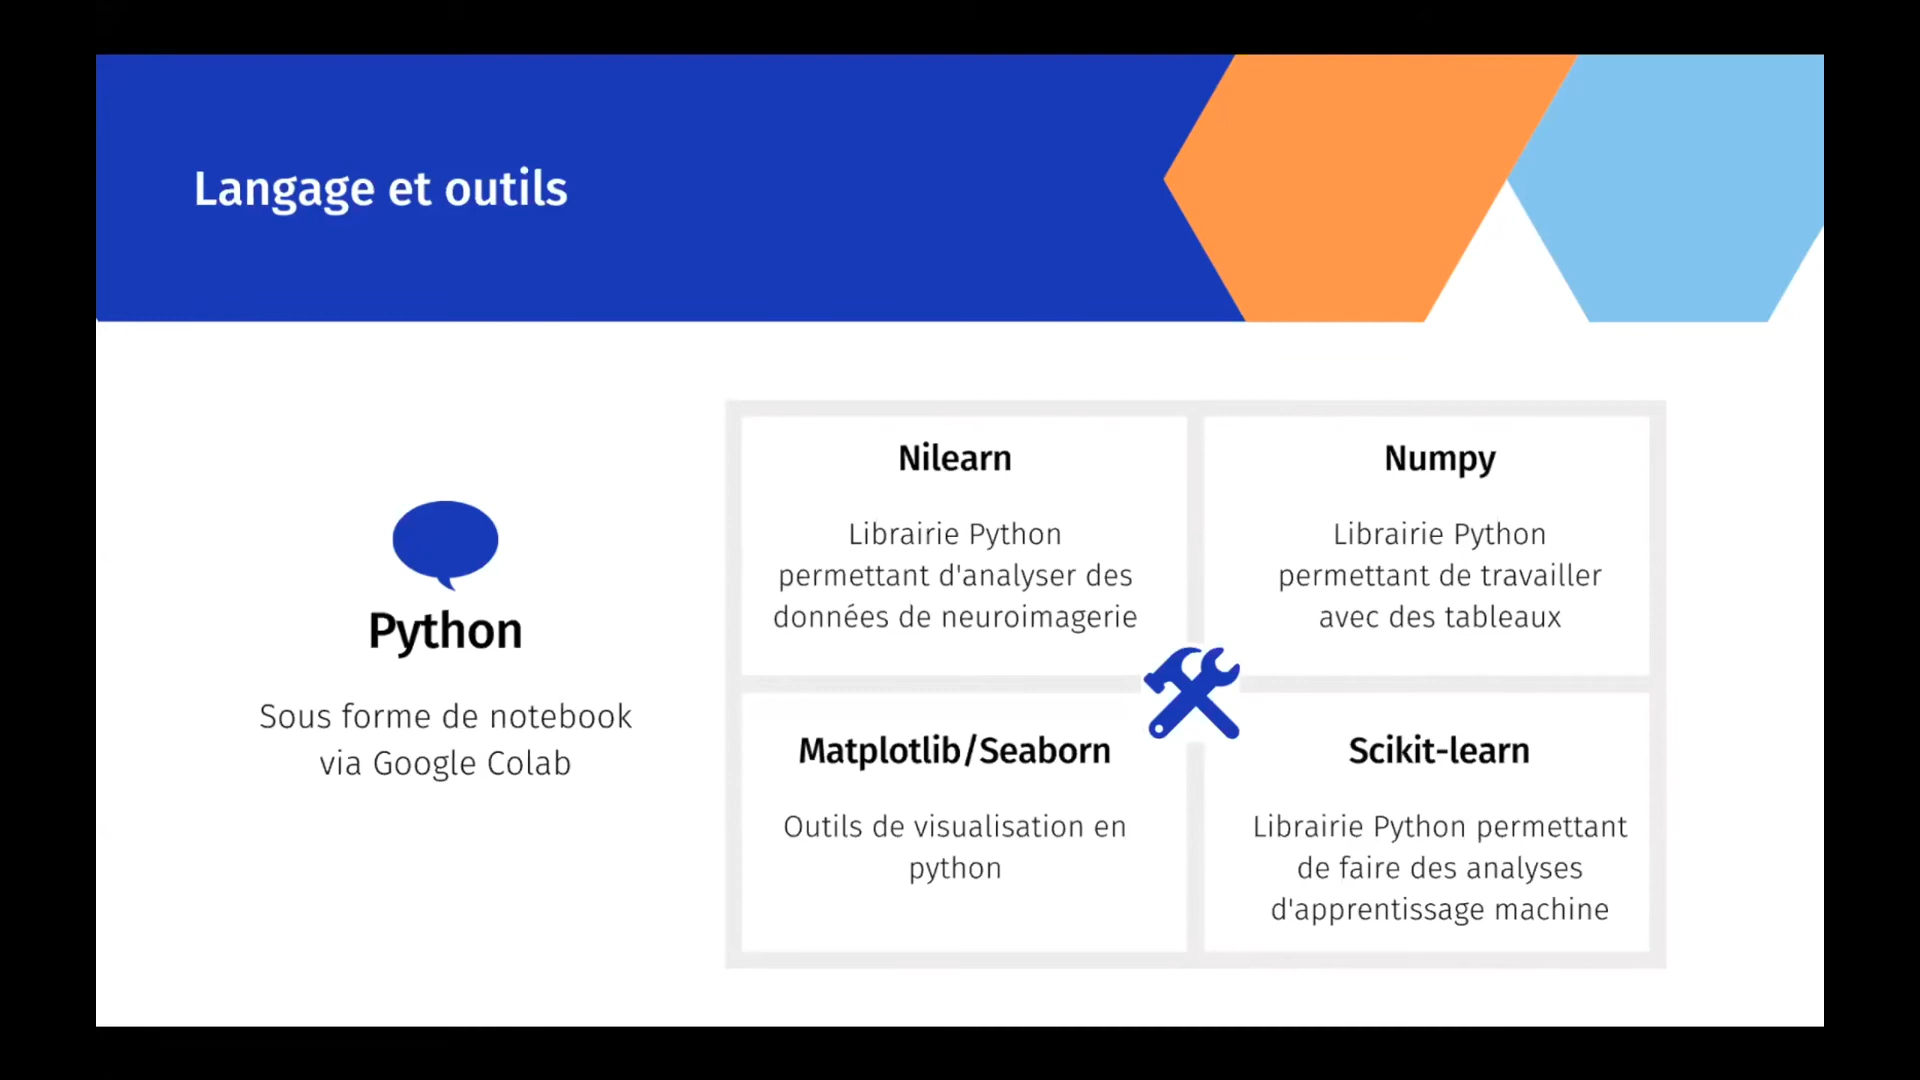 Langage et outils
Python
Sous forme de notebook
via Google Colab
Nilearn
Librairie Python
permettant d'analyser des
données de neuroimagerie
Numpy
Librairie Python
permettant de travailler
avec des tableaux
Matplotlib/Seaborn
Outils de visualisation en
python
Scikit-learn
Librairie Python permettant
de faire des analyses
d'apprentissage machine